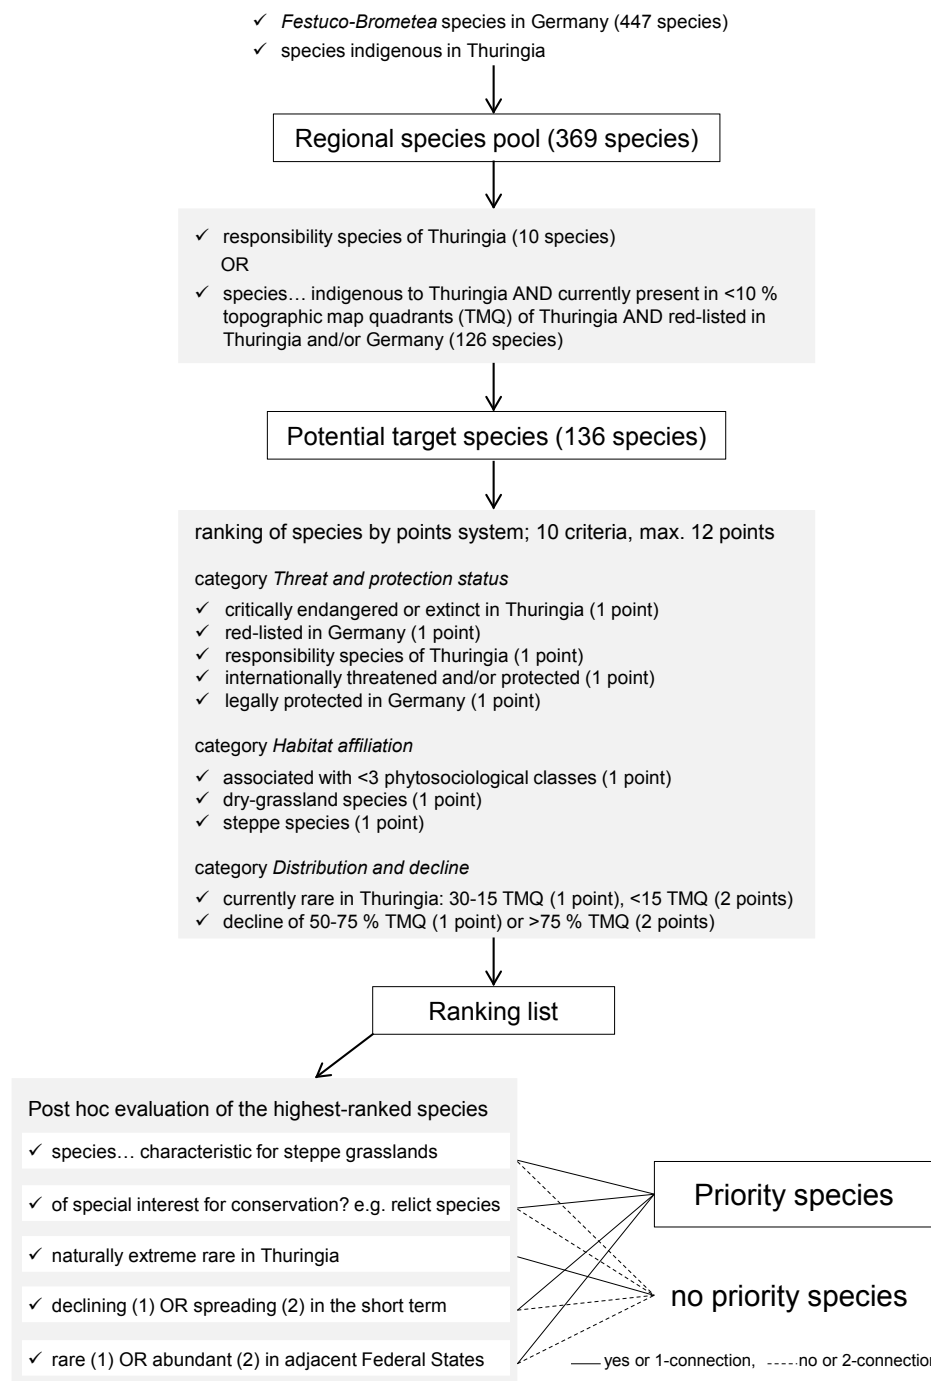 ✓ Festuco-Brometea species in Germany (447 species)
✓ species indigenous in Thuringia
Regional species pool (369 species)
✓ responsibility species of Thuringia (10 species)
OR
✓ species… indigenous to Thuringia AND currently present in <10 %
topographic map quadrants (TMQ) of Thuringia AND red-listed in
Thuringia and/or Germany (126 species)
Potential target species (136 species)
ranking of species by points system; 10 criteria, max. 12 points
category Threat and protection status
✓ critically endangered or extinct in Thuringia (1 point)
✓ red-listed in Germany (1 point)
✓ responsibility species of Thuringia (1 point)
✓ internationally threatened and/or protected (1 point)
✓ legally protected in Germany (1 point)
category Habitat affiliation
✓ associated with <3 phytosociological classes (1 point)
✓ dry-grassland species (1 point)
✓ steppe species (1 point)
category Distribution and decline
✓ currently rare in Thuringia: 30-15 TMQ (1 point), <15 TMQ (2 points)
✓ decline of 50-75 % TMQ (1 point) or >75 % TMQ (2 points)
Ranking list
Post hoc evaluation of the highest-ranked species
✓ species… characteristic for steppe grasslands
✓ of special interest for conservation? e.g. relict species
✓ naturally extreme rare in Thuringia
✓ declining (1) OR spreading (2) in the short term
✓ rare (1) OR abundant (2) in adjacent Federal States
Priority species
no priority species
yes or 1-connection, no or 2-connection